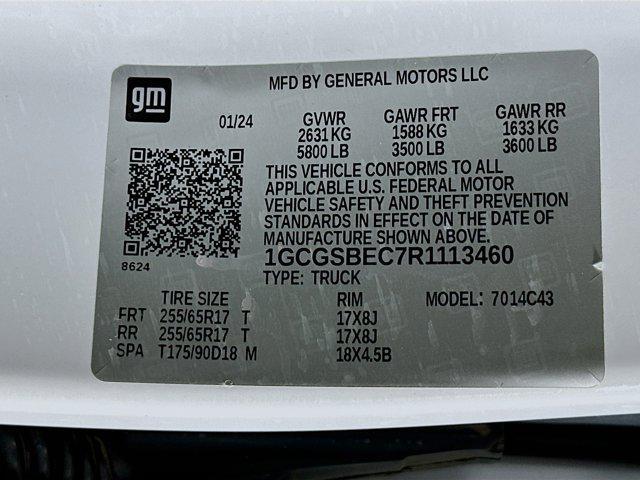 gm
MFD BY GENERAL MOTORS LLC
01/24 GVWR GAWR FRT GAWR RR
2631 KG 1588 KG 1633 KG
5800 LB 3500 LB 3600 LB
THIS VEHICLE CONFORMS TO ALL
APPLICABLE U.S. FEDERAL MOTOR
VEHICLE SAFETY AND THEFT PREVENTION
STANDARDS IN EFFECT ON THE DATE OF
MANUFACTURE SHOWN ABOVE.
8624
1GCGSBEC7R1113460
TYPE: TRUCK
TIRE SIZE RIM MODEL: 7014C43
FRT 255/65R17 T 17X8J
RR 255/65R17 T 17X8J
SPA T175/90D18 M 18X4.5B